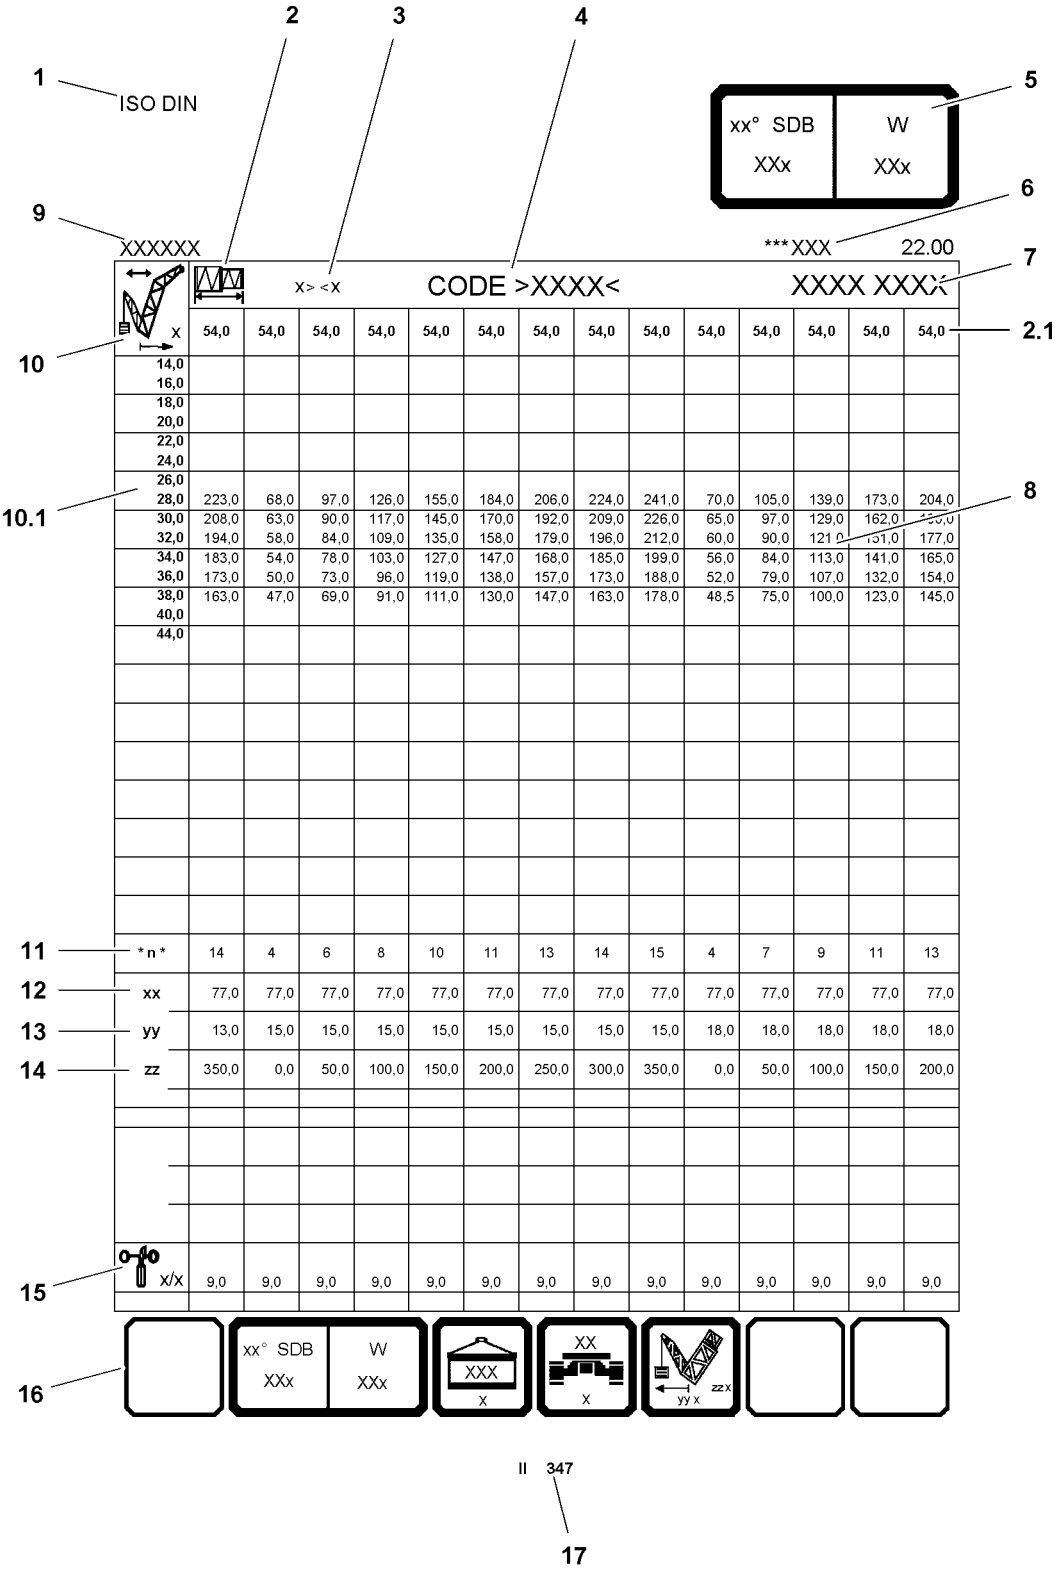 2 3 4
1
ISO DIN
5
xx° SDB W
XXx XXx
6
9
XXXXXX ***XXX 22.00
7
x> <x CODE >XXXX< XXXX XXXX
x 54,0 54,0 54,0 54,0 54,0 54,0 54,0 54,0 54,0 54,0 54,0 54,0 54,0 54,0 2.1
10
14,0
16,0
18,0
20,0
22,0
24,0
26,0
28,0 223,0 68,0 97,0 126,0 155,0 184,0 206,0 224,0 241,0 70,0 105,0 139,0 173,0 204,0
8
10.1
30,0 208,0 63,0 90,0 117,0 145,0 170,0 192,0 209,0 226,0 65,0 97,0 129,0 162,0
32,0 194,0 58,0 84,0 109,0 135,0 158,0 179,0 196,0 212,0 60,0 90,0 121,0 151,0 177,0
34,0 183,0 54,0 78,0 103,0 127,0 147,0 168,0 185,0 199,0 56,0 84,0 113,0 141,0 165,0
36,0 173,0 50,0 73,0 96,0 119,0 138,0 157,0 173,0 188,0 52,0 79,0 107,0 132,0 154,0
38,0 163,0 47,0 69,0 91,0 111,0 130,0 147,0 163,0 178,0 48,5 75,0 100,0 123,0 145,0
40,0
44,0
11 * n * 14 4 6 8 10 11 13 14 15 4 7 9 11 13
12 xx 77,0 77,0 77,0 77,0 77,0 77,0 77,0 77,0 77,0 77,0 77,0 77,0 77,0 77,0
13 yy 13,0 15,0 15,0 15,0 15,0 15,0 15,0 15,0 15,0 18,0 18,0 18,0 18,0 18,0
14 zz 350,0 0,0 50,0 100,0 150,0 200,0 250,0 300,0 350,0 0,0 50,0 100,0 150,0 200,0
15 x/x 9,0 9,0 9,0 9,0 9,0 9,0 9,0 9,0 9,0 9,0 9,0 9,0 9,0 9,0
16
xx° SDB W
XXx XXx
XXX
x
XX
x
zz x
yy x
II 347
17